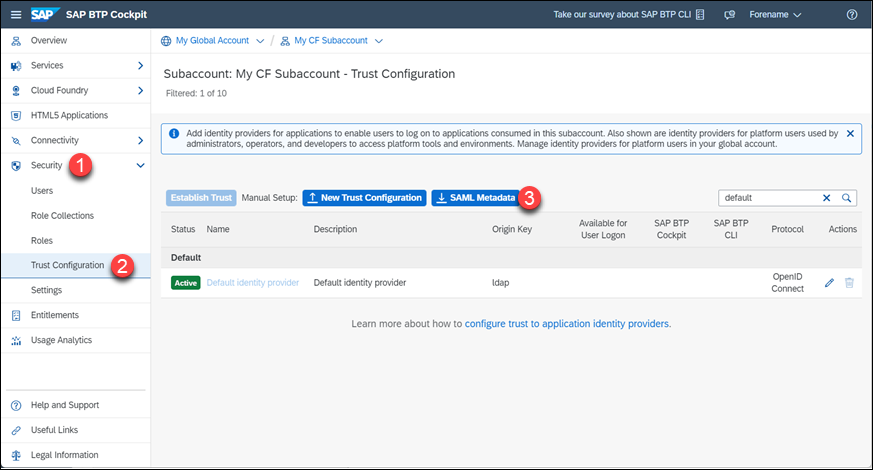 SAP SAP BTP Cockpit
Take our survey about SAP BTP CLI
Forename
Overview
Services
Cloud Foundry
HTML5 Applications
Connectivity
Security 1
Users
Role Collections
Roles
Trust Configuration 2
Settings
Entitlements
Usage Analytics
Help and Support
Useful Links
Legal Information
My Global Account / My CF Subaccount
Subaccount: My CF Subaccount - Trust Configuration
Filtered: 1 of 10
Add identity providers for applications to enable users to log on to applications consumed in this subaccount. Also shown are identity providers for platform users used by
administrators, operators, and developers to access platform tools and environments. Manage identity providers for platform users in your global account.
Establish Trust Manual Setup: New Trust Configuration SAML Metadata 3 default
Status Name Description Origin Key Available for User Logon SAP BTP Cockpit SAP BTP CLI Protocol Actions
Default
Active Default identity provider Default identity provider ldap OpenID Connect
Learn more about how to configure trust to application identity providers.